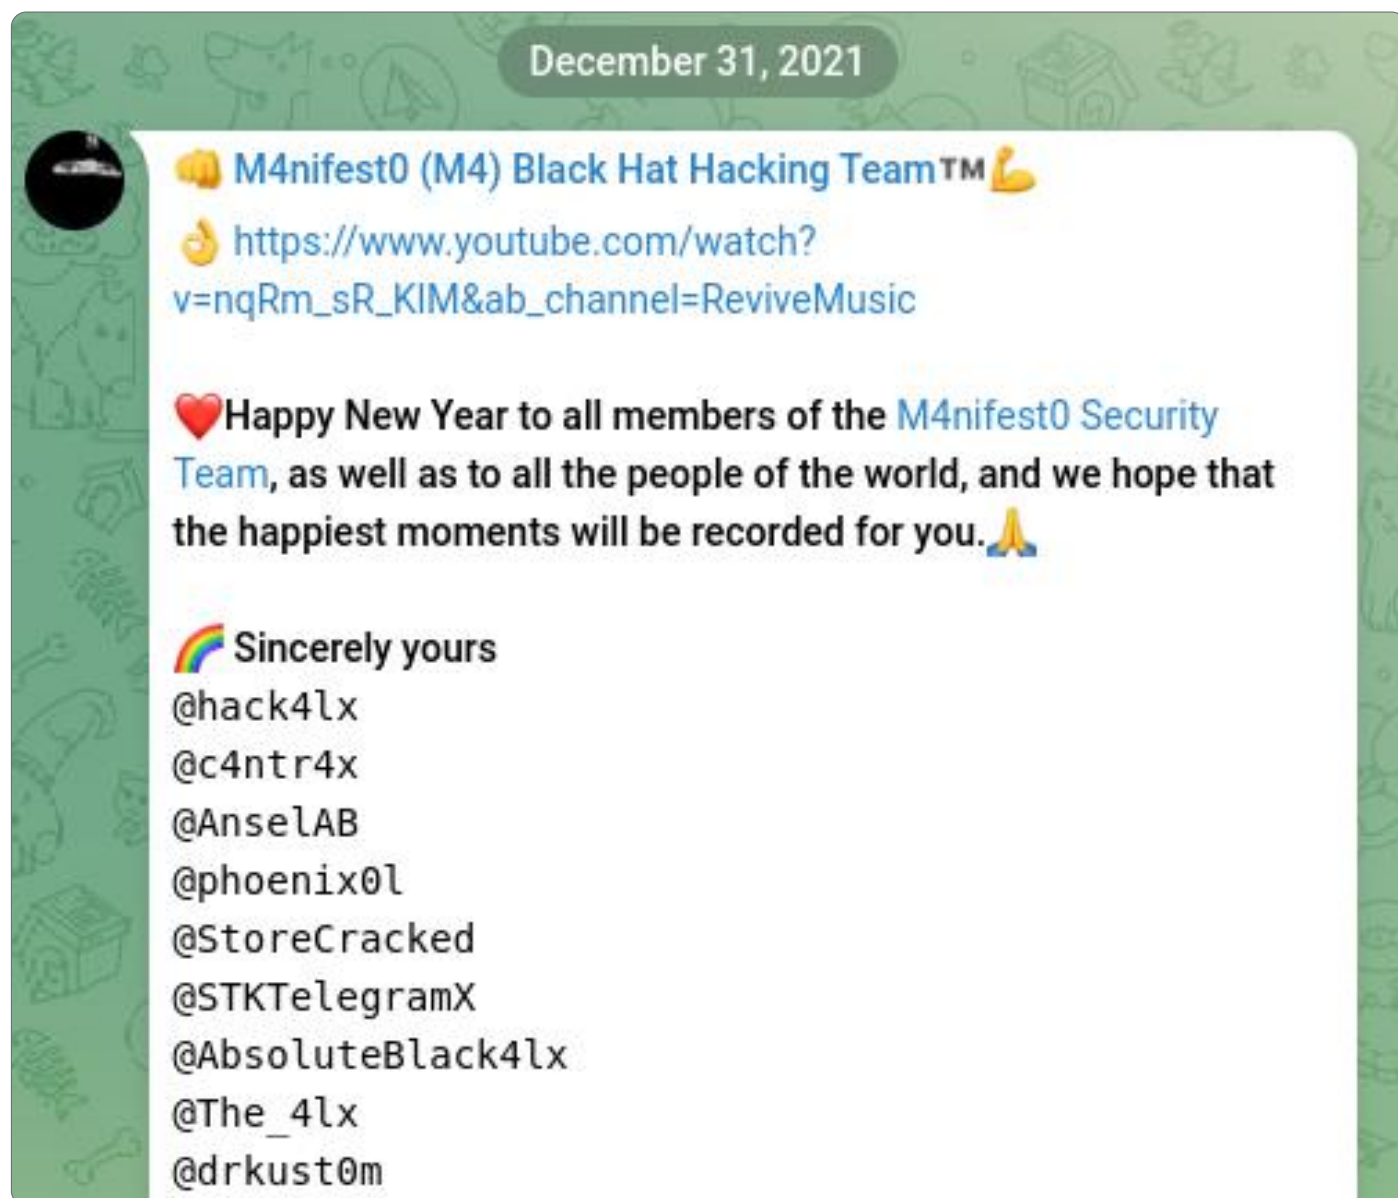 December 31, 2021
👊 M4nifest0 (M4) Black Hat Hacking Team™💪
👌 https://www.youtube.com/watch?
v=nqRm_sR_KIM&ab_channel=ReviveMusic
❤️Happy New Year to all members of the M4nifest0 Security
Team, as well as to all the people of the world, and we hope that
the happiest moments will be recorded for you.🙏
🌈 Sincerely yours
@hack4lx
@c4ntr4x
@AnselAB
@phoenix0l
@StoreCracked
@STKTelegramX
@AbsoluteBlack4lx
@The_4lx
@drkust0m